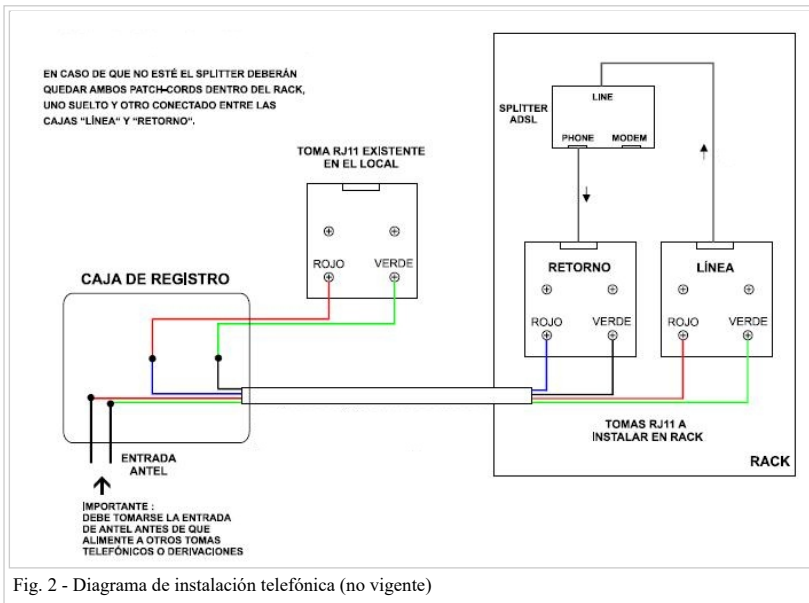 EN CASO DE QUE NO ESTÉ EL SPLITTER DEBERÁN
QUEDAR AMBOS PATCH-CORDS DENTRO DEL RACK,
UNO SUELTO Y OTRO CONECTADO ENTRE LAS
CAJAS "LÍNEA" Y "RETORNO".
TOMA RJ11 EXISTENTE
EN EL LOCAL
ROJO
VERDE
CAJA DE REGISTRO
ENTRADA
ANTEL
IMPORTANTE :
DEBE TOMARSE LA ENTRADA
DE ANTEL ANTES DE QUE
ALIMENTE A OTROS TOMAS
TELEFÓNICOS O DERIVACIONES
SPLITTER
ADSL
LINE
PHONE
MODEM
RETORNO
ROJO
VERDE
LÍNEA
ROJO
VERDE
TOMAS RJ11 A
INSTALAR EN RACK
RACK
Fig. 2 - Diagrama de instalación telefónica (no vigente)